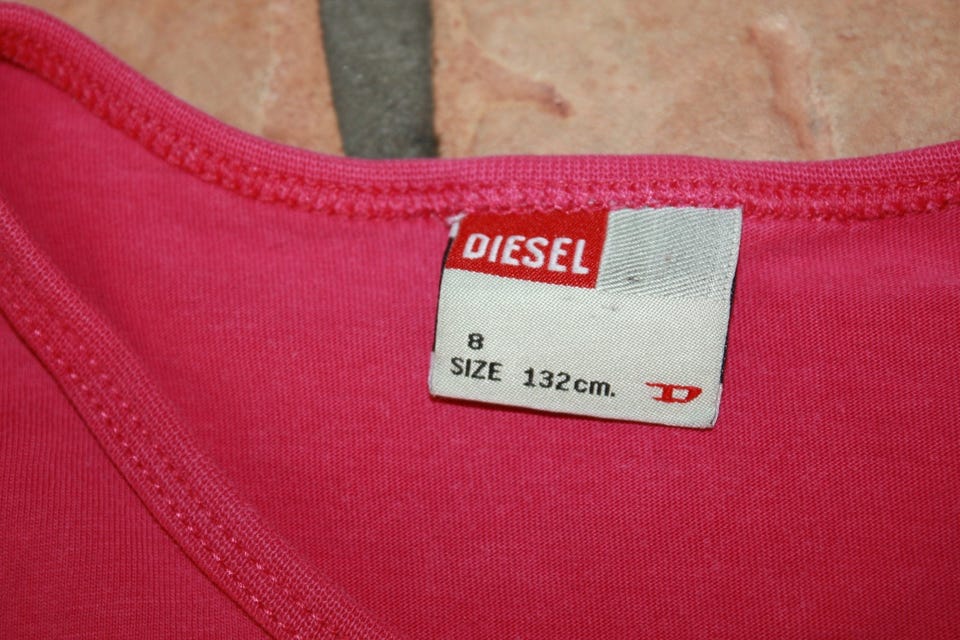 DIESEL
8
SIZE 132cm.
D